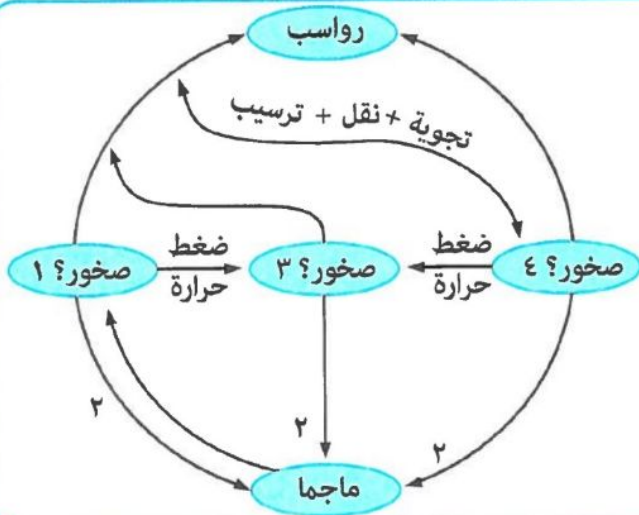 رواسب
تجوية + نقل + ترسيب
صخور؟ ٤
ضغط
حرارة
صخور؟ ٣
ضغط
حرارة
صخور؟ ١
٢
٢
٢
ماجما